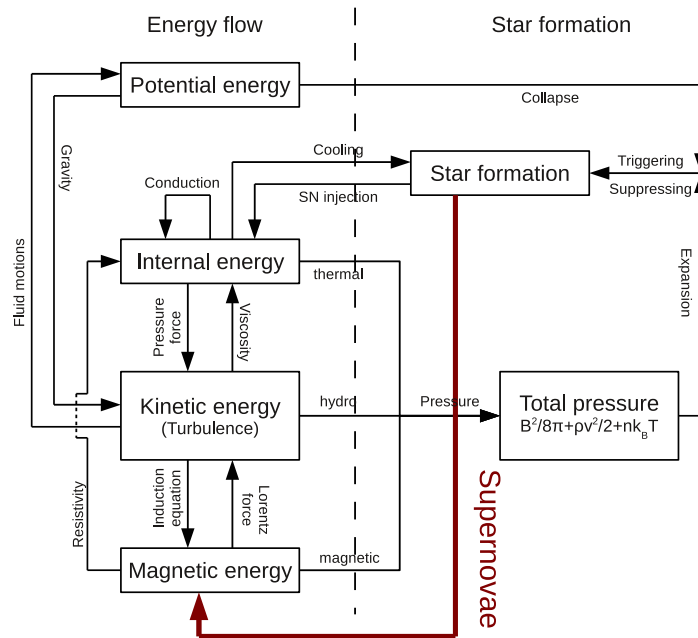 Energy flow
Star formation
Potential energy
Collapse
Gravity
Fluid motions
Cooling
Conduction
SN injection
Star formation
Triggering
Suppressing
Internal energy
thermal
Expansion
Pressure
force
Viscosity
Kinetic energy
(Turbulence)
hydro
Pressure
Total pressure
B²/8π+ρv²/2+nk_BT
Induction
equation
Lorentz
force
Resistivity
Supernovae
Magnetic energy
magnetic